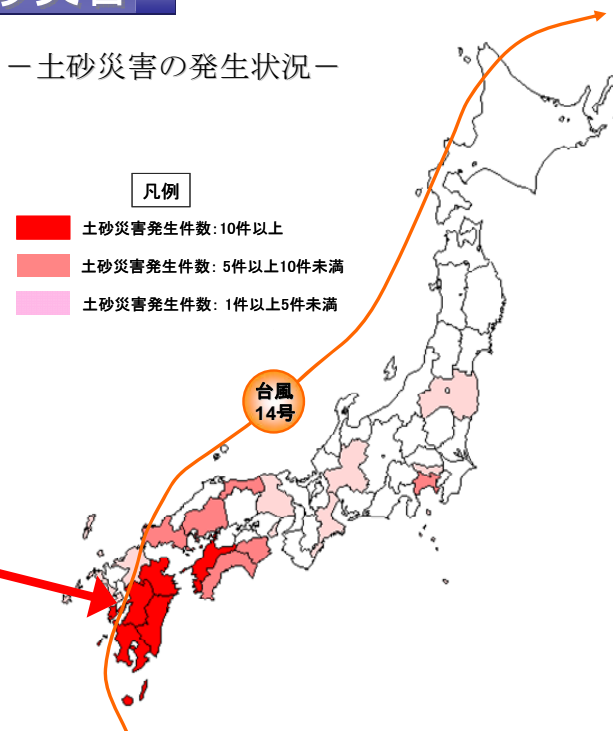 －土砂災害の発生状況－
凡例
土砂災害発生件数：10件以上
土砂災害発生件数： 5件以上10件未満
土砂災害発生件数： 1件以上5件未満
台風
14号